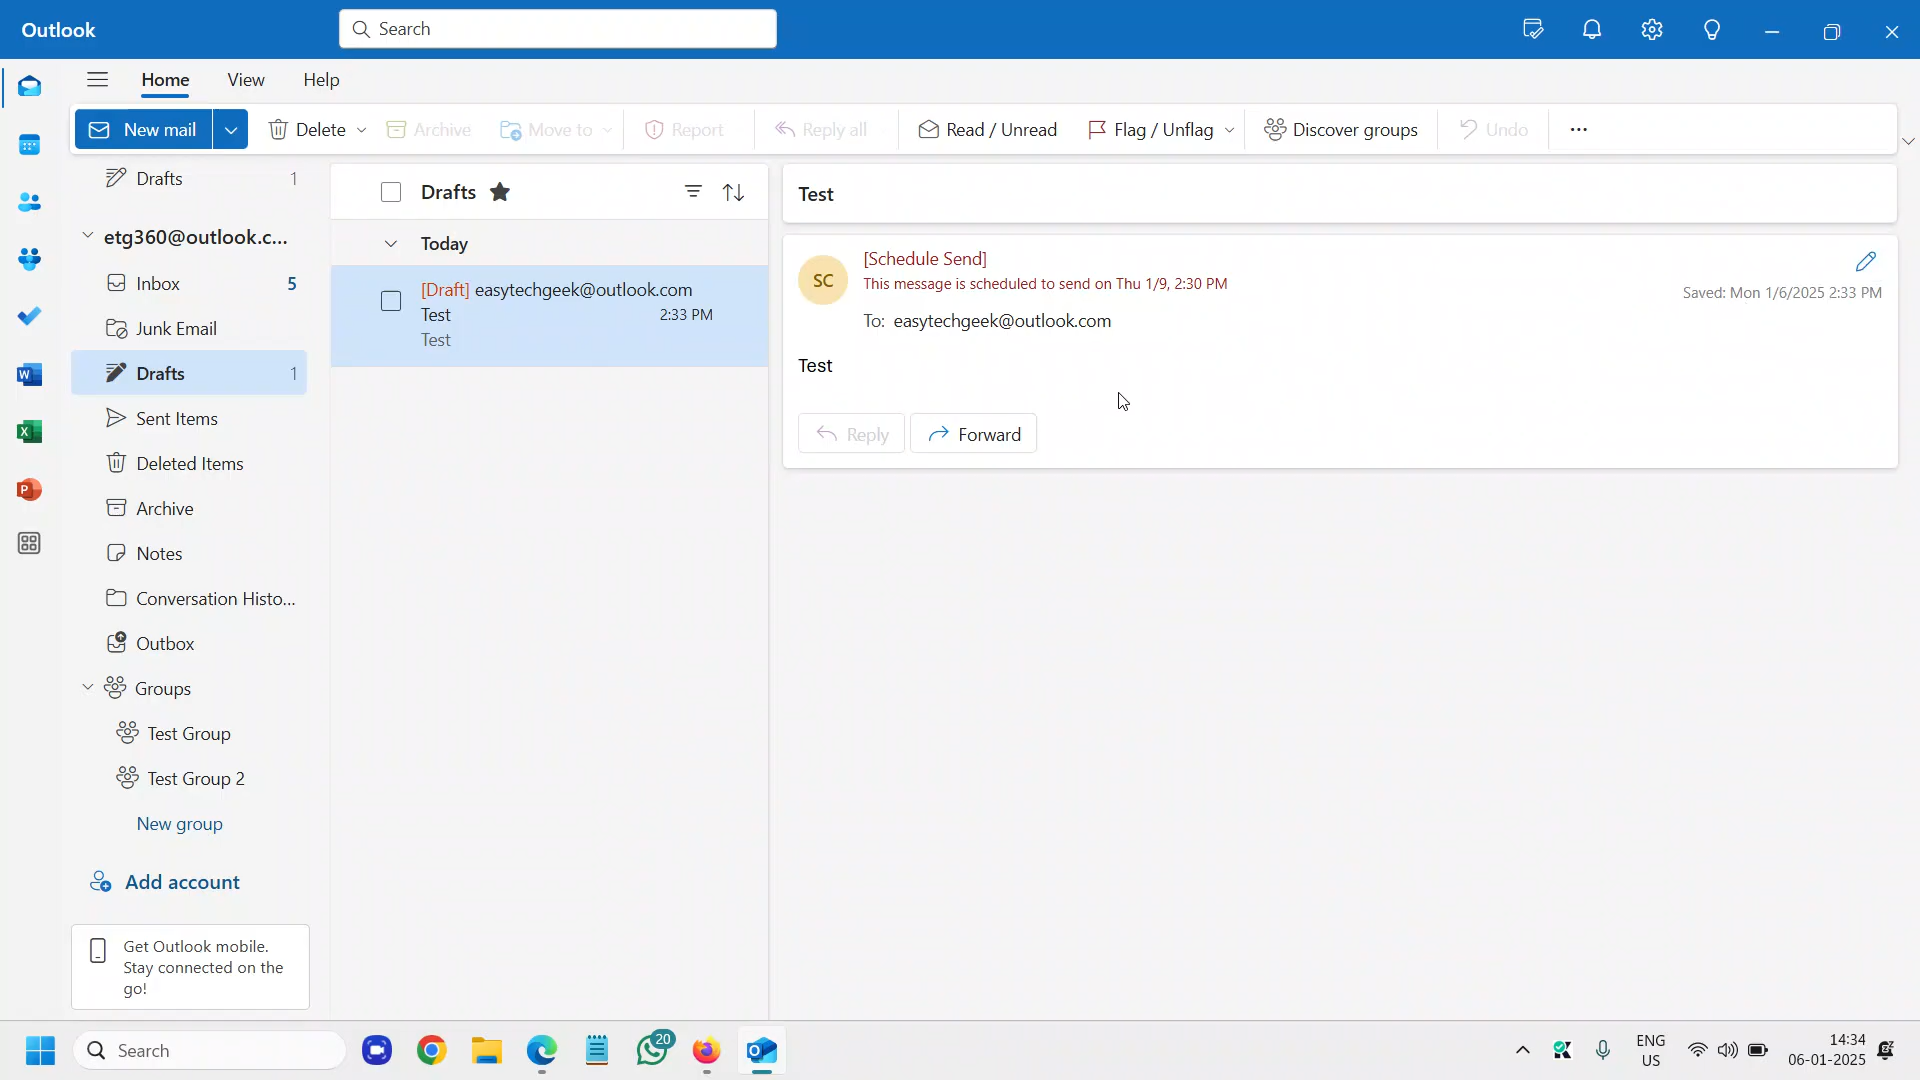 Outlook
Search
Home View Help
New mail Delete Archive Move to Report Reply all Read / Unread Flag / Unflag Discover groups Undo ...
Drafts 1
etg360@outlook.c...
Inbox 5
Junk Email
Drafts 1
Sent Items
Deleted Items
Archive
Notes
Conversation Histo...
Outbox
Groups
Test Group
Test Group 2
New group
Add account
Get Outlook mobile.
Stay connected on the
go!
Drafts
Today
[Draft] easytechgeek@outlook.com
Test 2:33 PM
Test
Test
SC
[Schedule Send]
This message is scheduled to send on Thu 1/9, 2:30 PM
Saved: Mon 1/6/2025 2:33 PM
To: easytechgeek@outlook.com
Test
Reply Forward
W
X
P
Search
20
ENG
US
14:34
06-01-2025